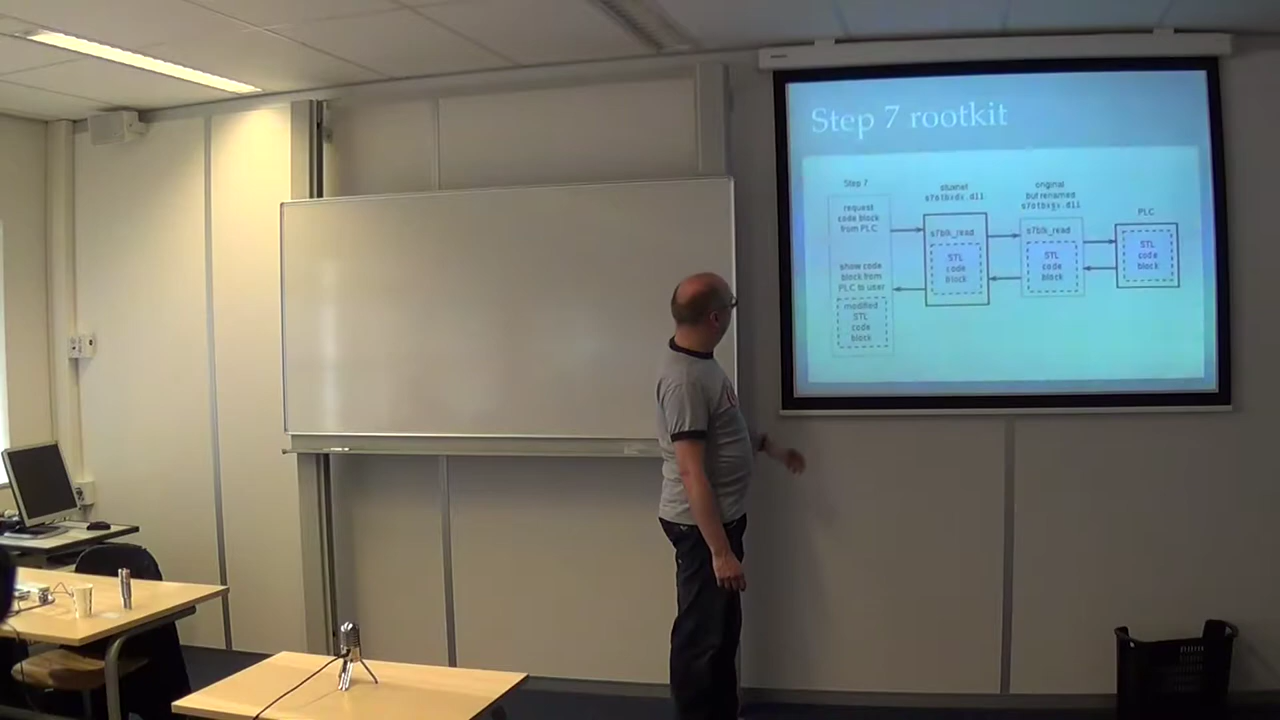 Step 7 rootkit
Step 7
request
code block
from PLC
show code
block from
PLC to user
modified
STL
code
block
stuxnet
s7otbxdx.dll
s7blk_read
STL
code
block
original
but renamed
s7otbxsx.dll
s7blk_read
STL
code
block
PLC
STL
code
block